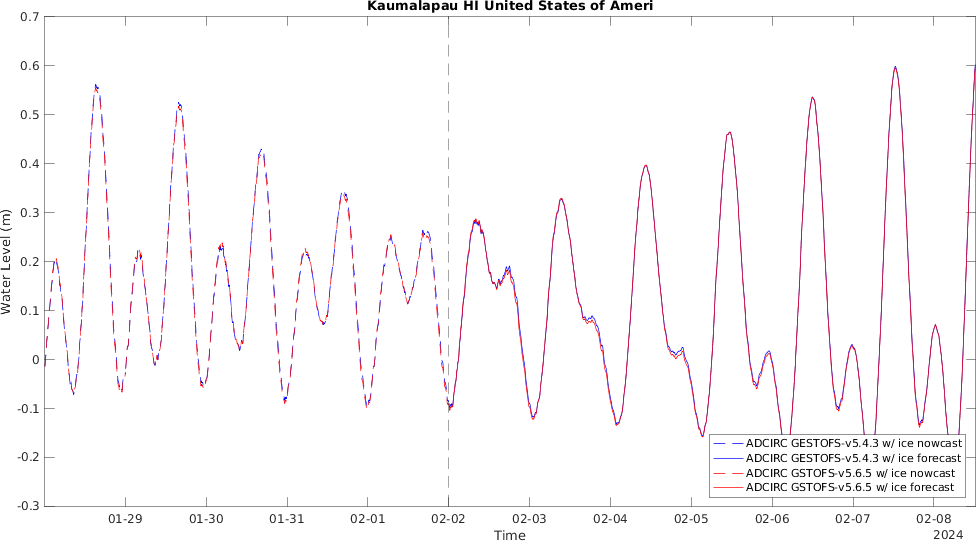 Kaumalapau HI United States of Ameri
0.7
0.6
0.5
0.4
0.3
0.2
0.1
0
-0.1
-0.2
-0.3
Water Level (m)
ADCIRC GESTOFS-v5.4.3 w/ ice nowcast
ADCIRC GESTOFS-v5.4.3 w/ ice forecast
ADCIRC GSTOFS-v5.6.5 w/ ice nowcast
ADCIRC GSTOFS-v5.6.5 w/ ice forecast
01-29 01-30 01-31 02-01 02-02 02-03 02-04 02-05 02-06 02-07 02-08
Time
2024